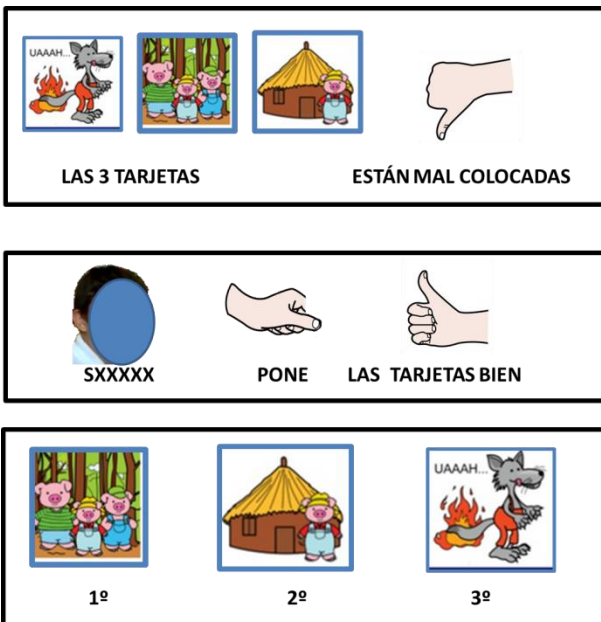 UAAAH...
LAS 3 TARJETAS ESTÁN MAL COLOCADAS
SXXXXX PONE LAS TARJETAS BIEN
UAAAH...
1º 2º 3º